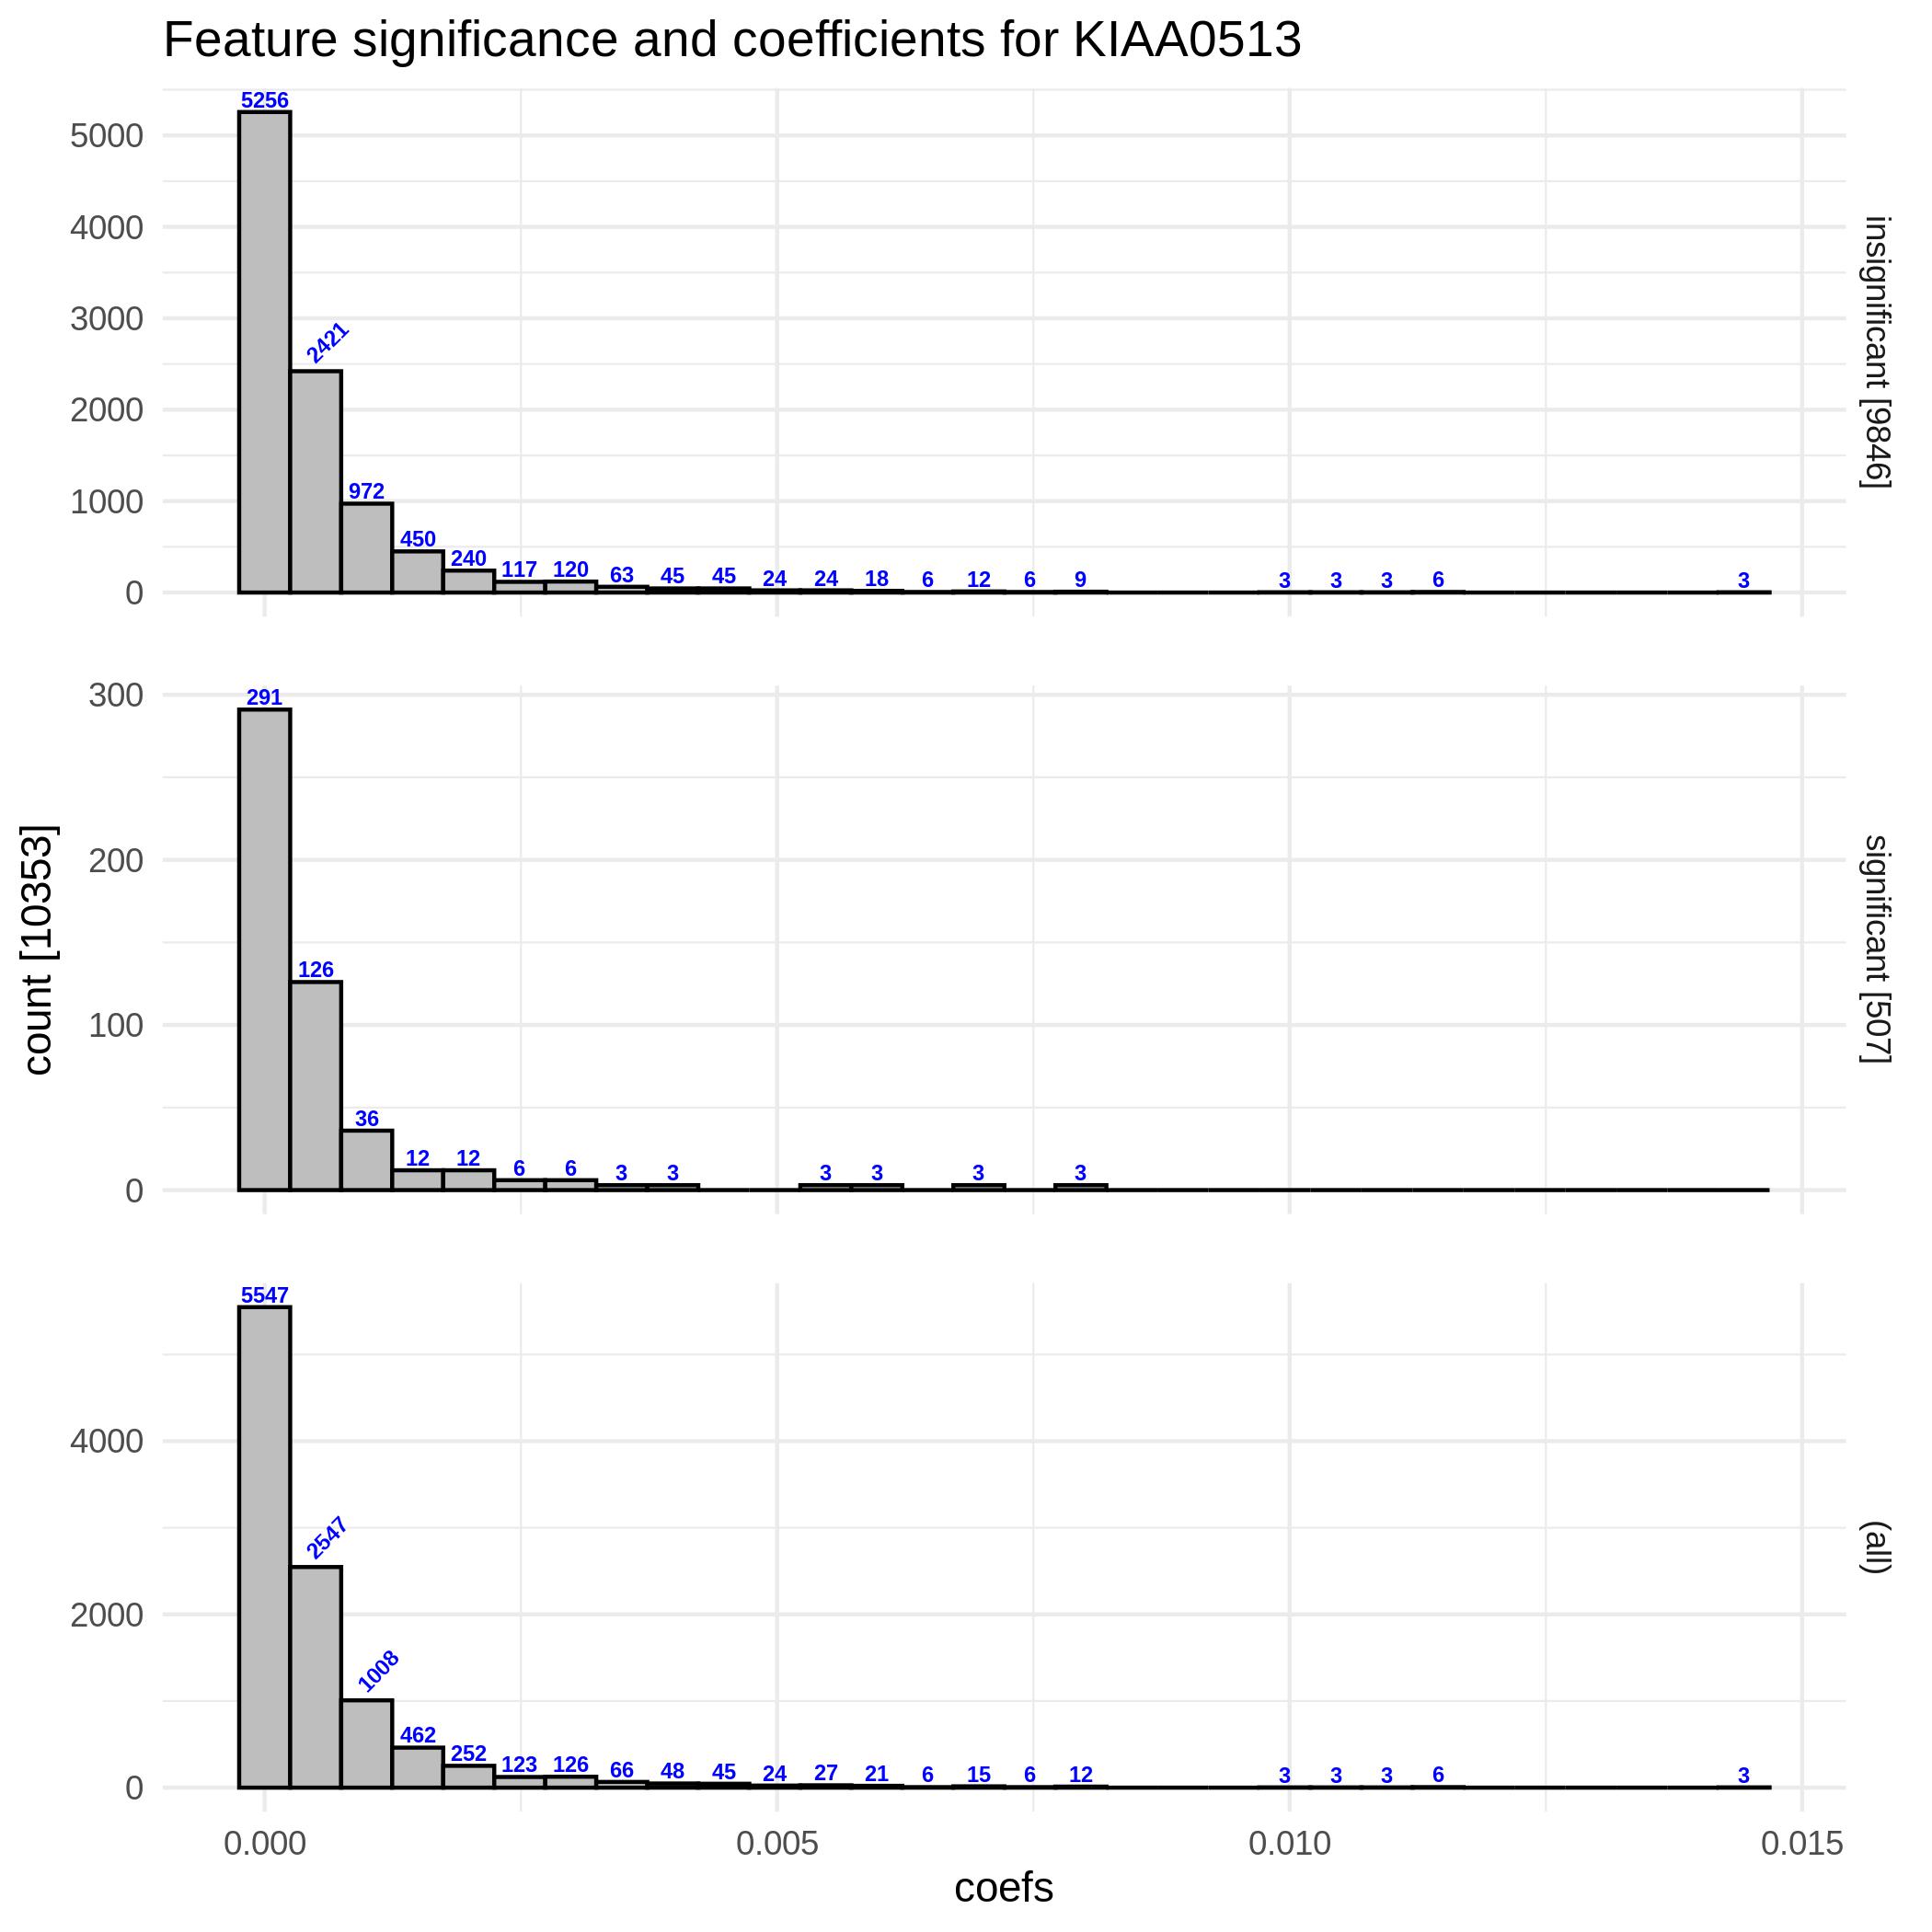 Feature significance and coefficients for KIAA0513
5256
5000
4000
3000
2421
2000
1000
972
450
240
117 120 63 45 45 24 24 18 6 12 6 9 3 3 3 6 3
0
insignificant [9846]
300
291
200
126
100
36
12 12 6 6 3 3 3 3 3 3
0
significant [507]
count [10353]
5547
4000
2547
2000
1008
462
252 123 126 66 48 45 24 27 21 6 15 6 12 3 3 3 6 3
0
(all)
0.000 0.005 0.010 0.015
coefs